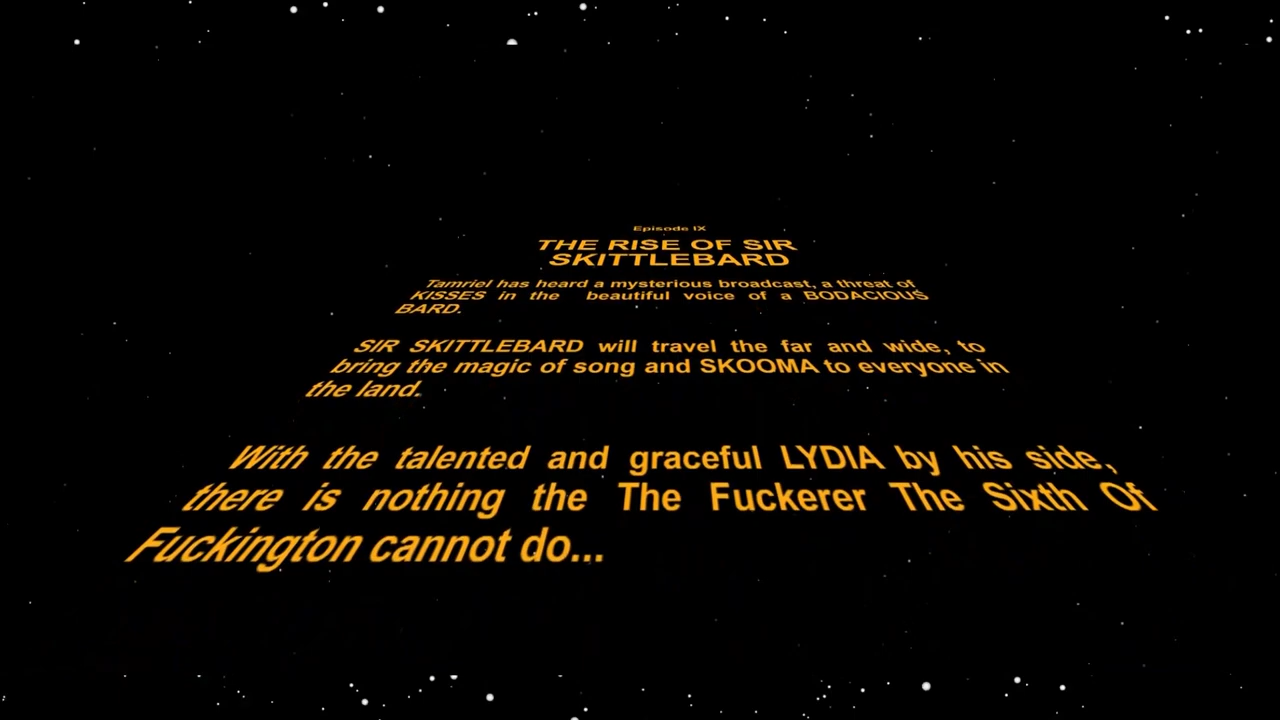 Episode IX
THE RISE OF SIR
SKITTLEBARD
Tamriel has heard a mysterious broadcast, a threat of
KISSES in the beautiful voice of a BODACIOUS
BARD.
SIR SKITTLEBARD will travel the far and wide, to
bring the magic of song and SKOOMA to everyone in
the land.
With the talented and graceful LYDIA by his side,
there is nothing the The Fuckerer The Sixth Of
Fuckington cannot do...